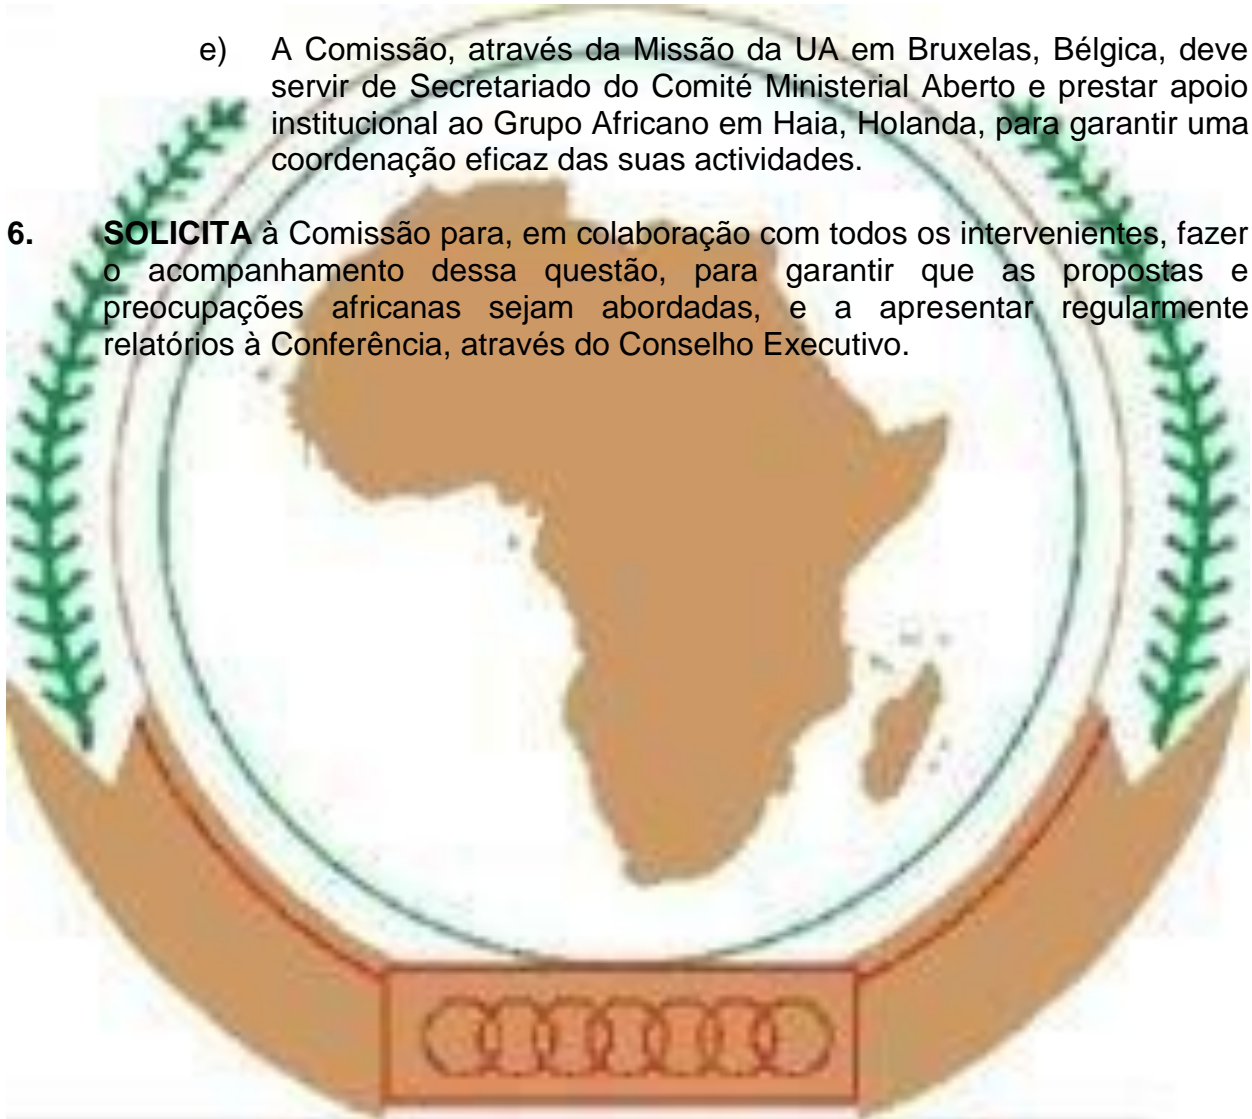 e) A Comissão, através da Missão da UA em Bruxelas, Bélgica, deve
servir de Secretariado do Comité Ministerial Aberto e prestar apoio
institucional ao Grupo Africano em Haia, Holanda, para garantir uma
coordenação eficaz das suas actividades.
6. SOLICITA à Comissão para, em colaboração com todos os intervenientes, fazer
o acompanhamento dessa questão, para garantir que as propostas e
preocupações africanas sejam abordadas, e a apresentar regularmente
relatórios à Conferência, através do Conselho Executivo.